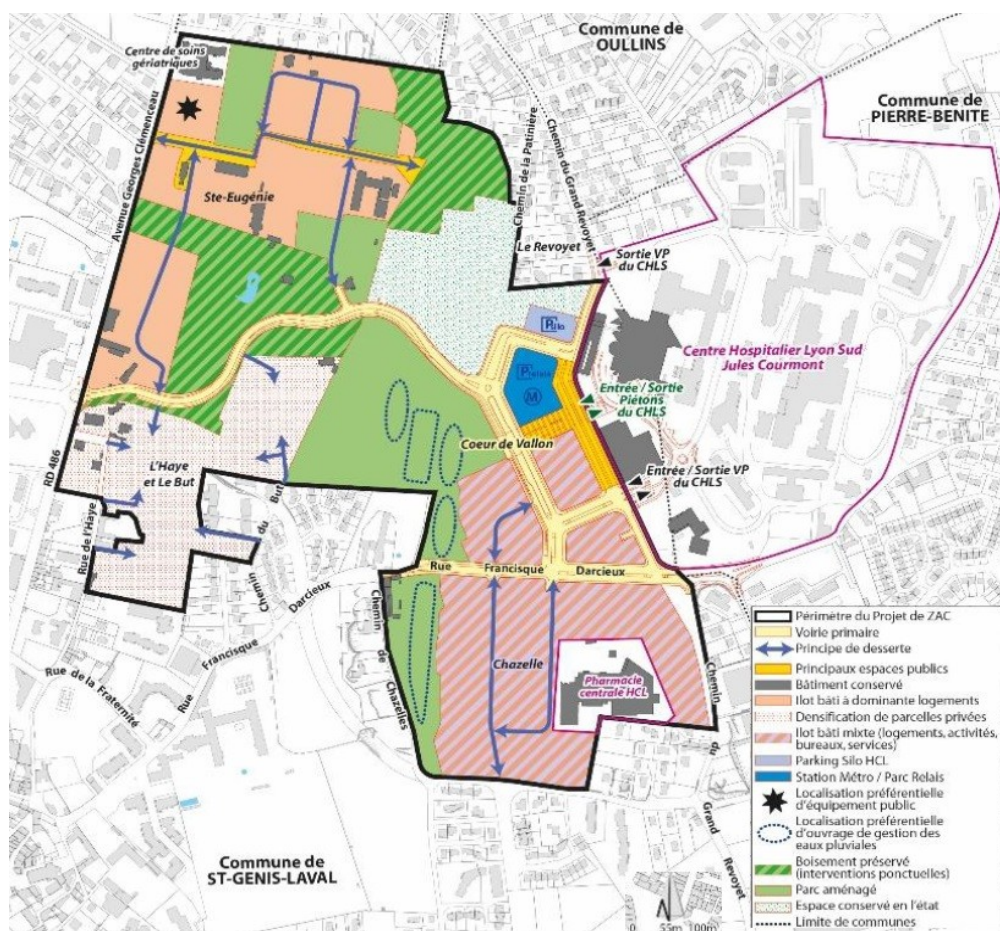 Commune de
OULLINS
Commune de
PIERRE-BENITE
Centre de soins
gériatriques
Avenue Georges Clémenceau
Chemin de la Patinière
Chemin du Grand Revoyet
Ste-Eugénie
Le Revoyet
Sortie VP
du CHLS
P silo
Centre Hospitalier Lyon Sud
Jules Courmont
P relais
M
Entrée / Sortie
Piétons
du CHLS
Coeur de Vallon
Entrée / Sortie VP
du CHLS
RD 486
L'Haye
et Le But
Rue de l'Haye
Chemin du But
Rue Francisque Darcieux
Rue Francisque Darcieux
Chemin de Chazelles
Chazelle
Pharmacie
centrale HCL
Rue de la Fraternité
Chemin du Grand Revoyet
Commune de
ST-GENIS-LAVAL
N
55m 100m
Périmètre du Projet de ZAC
Voirie primaire
Principe de desserte
Principaux espaces publics
Bâtiment conservé
Ilot bâti à dominante logements
Densification de parcelles privées
Ilot bâti mixte (logements, activités,
bureaux, services)
Parking Silo HCL
Station Métro / Parc Relais
Localisation préférentielle
d'équipement public
Localisation préférentielle
d'ouvrage de gestion des
eaux pluviales
Boisement préservé
(interventions ponctuelles)
Parc aménagé
Espace conservé en l'état
Limite de communes